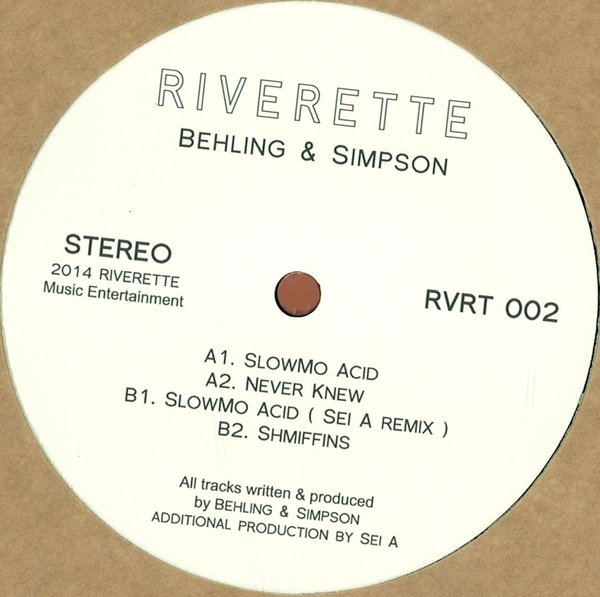 RIVERETTE
BEHLING & SIMPSON
STEREO
2014 RIVERETTE
Music Entertainment
RVRT 002
A1. SLOWMO ACID
A2. NEVER KNEW
B1. SLOWMO ACID ( SEI A REMIX )
B2. SHMIFFINS
All tracks written & produced
by BEHLING & SIMPSON
ADDITIONAL PRODUCTION BY SEI A